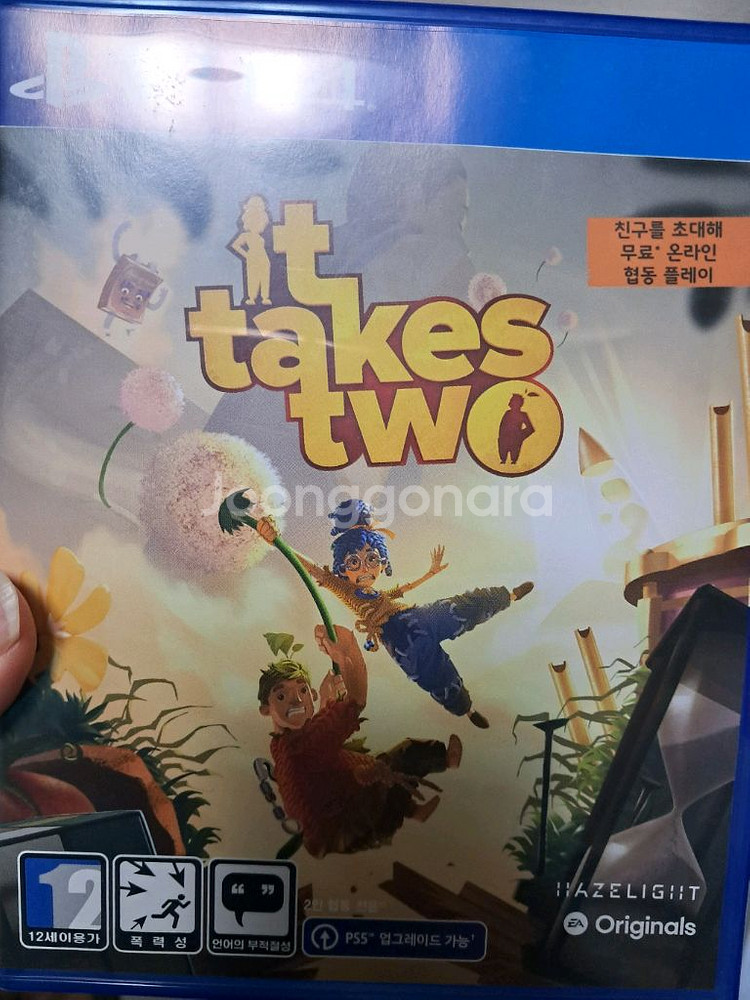 it
takes
two
친구를 초대해
무료* 온라인
협동 플레이
Joonggonara
HAZELIGHT
EA Originals
12
12세이용가
폭력성
언어의 부적절성
PS5™ 업그레이드 가능¹